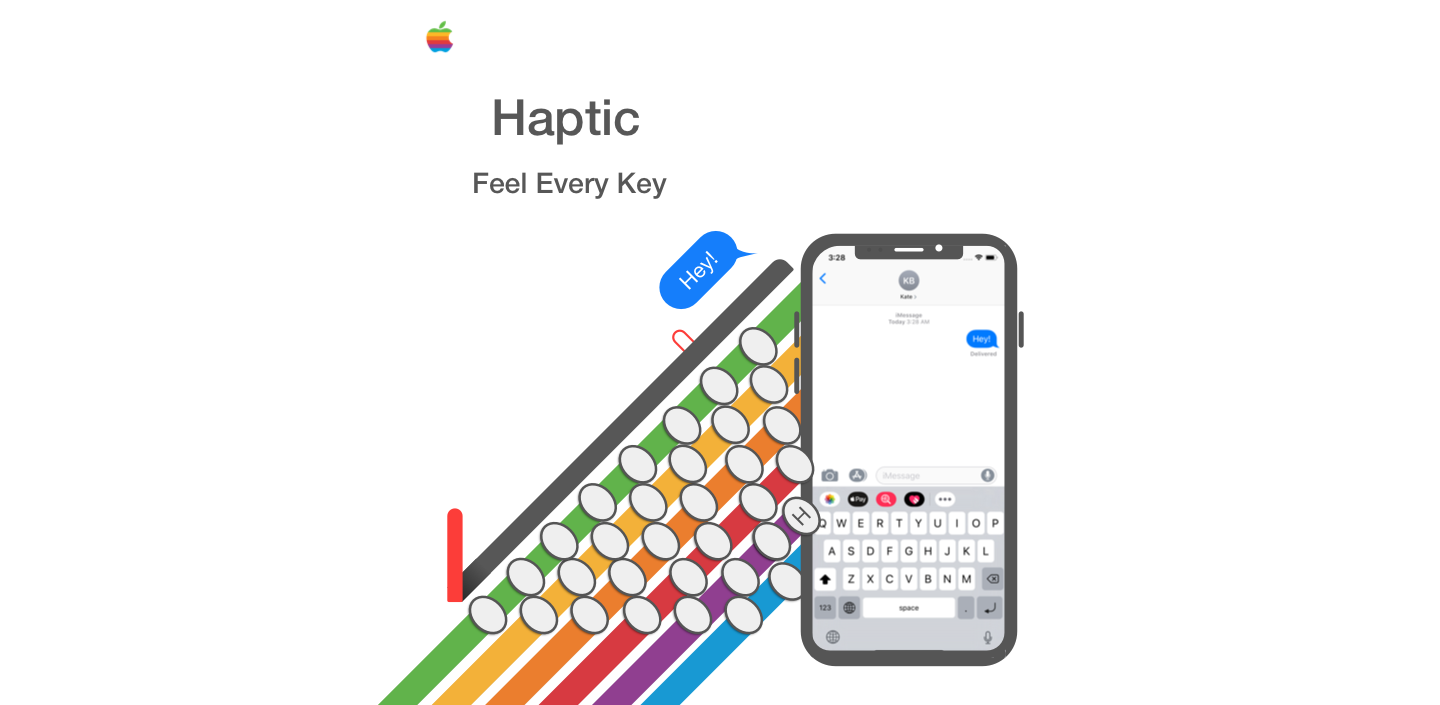 Haptic
Feel Every Key
Hey!
3:28
KB
Kate ›
iMessage
Today 3:28 AM
Hey!
Delivered
iMessage
Pay
H
Q W E R T Y U I O P
A S D F G H J K L
Z X C V B N M
123
space
.